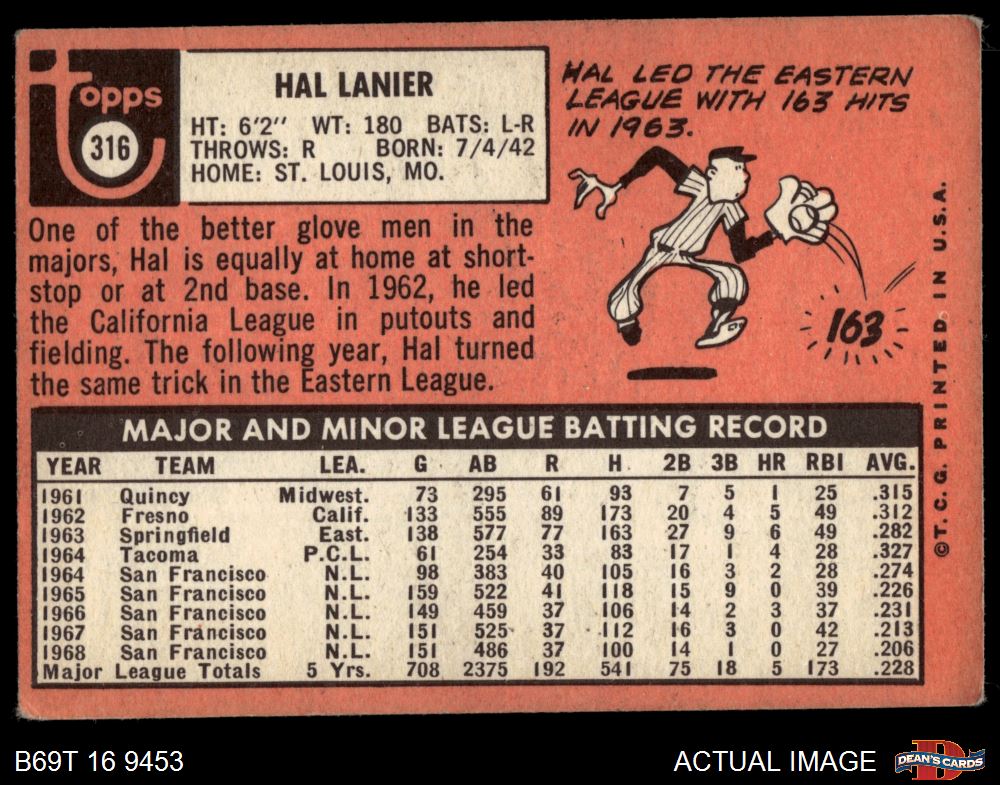 topps
316
HAL LANIER
HT: 6'2" WT: 180 BATS: L-R
THROWS: R BORN: 7/4/42
HOME: ST. LOUIS, MO.
HAL LED THE EASTERN
LEAGUE WITH 163 HITS
IN 1963.
163
One of the better glove men in the
majors, Hal is equally at home at short-
stop or at 2nd base. In 1962, he led
the California League in putouts and
fielding. The following year, Hal turned
the same trick in the Eastern League.
MAJOR AND MINOR LEAGUE BATTING RECORD
YEAR TEAM LEA. G AB R H 2B 3B HR RBI AVG.
1961 Quincy Midwest. 73 295 61 93 7 5 1 25 .315
1962 Fresno Calif. 133 555 89 173 20 4 5 49 .312
1963 Springfield East. 138 577 77 163 27 9 6 49 .282
1964 Tacoma P.C.L. 61 254 33 83 17 1 4 28 .327
1964 San Francisco N.L. 98 383 40 105 16 3 2 28 .274
1965 San Francisco N.L. 159 522 41 118 15 9 0 39 .226
1966 San Francisco N.L. 149 459 37 106 14 2 3 37 .231
1967 San Francisco N.L. 151 525 37 112 16 3 0 42 .213
1968 San Francisco N.L. 151 486 37 100 14 1 0 27 .206
Major League Totals 5 Yrs. 708 2375 192 541 75 18 5 173 .228
©T. C. G. PRINTED IN U.S.A.
B69T 16 9453
ACTUAL IMAGE
DEAN'S CARDS